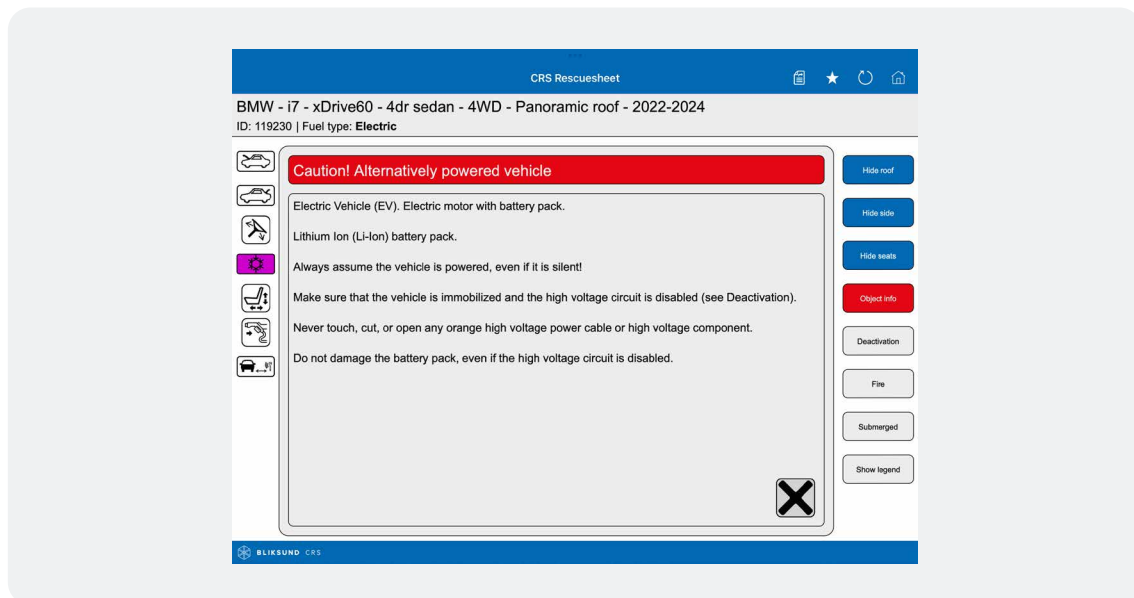 CRS Rescuesheet
BMW - i7 - xDrive60 - 4dr sedan - 4WD - Panoramic roof - 2022-2024
ID: 119230 | Fuel type: Electric
Caution! Alternatively powered vehicle
Electric Vehicle (EV). Electric motor with battery pack.
Lithium Ion (Li-Ion) battery pack.
Always assume the vehicle is powered, even if it is silent!
Make sure that the vehicle is immobilized and the high voltage circuit is disabled (see Deactivation).
Never touch, cut, or open any orange high voltage power cable or high voltage component.
Do not damage the battery pack, even if the high voltage circuit is disabled.
Hide roof
Hide side
Hide seats
Object info
Deactivation
Fire
Submerged
Show legend
BLIKSUND CRS